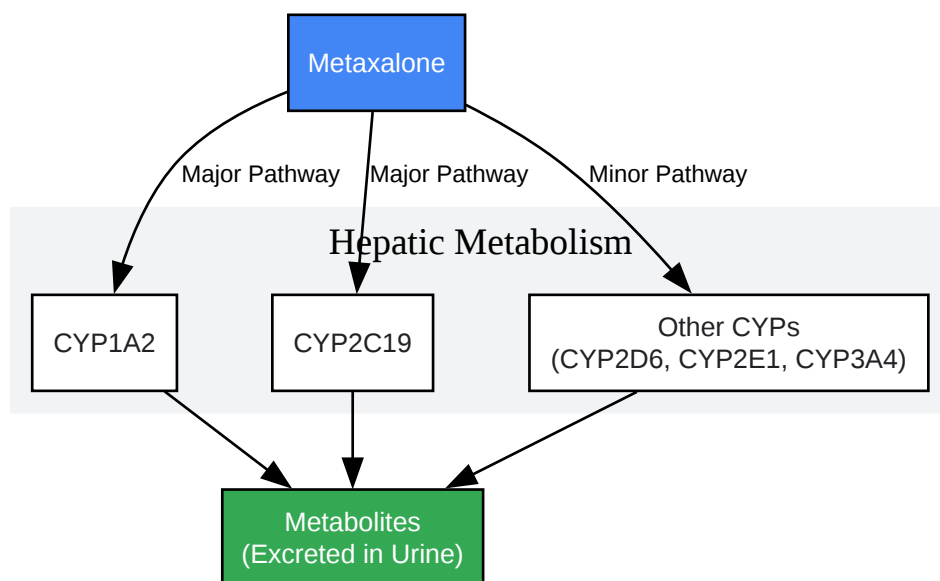 Metaxalone
Major Pathway
Major Pathway
Minor Pathway
Hepatic Metabolism
CYP1A2
CYP2C19
Other CYPs
(CYP2D6, CYP2E1, CYP3A4)
Metabolites
(Excreted in Urine)